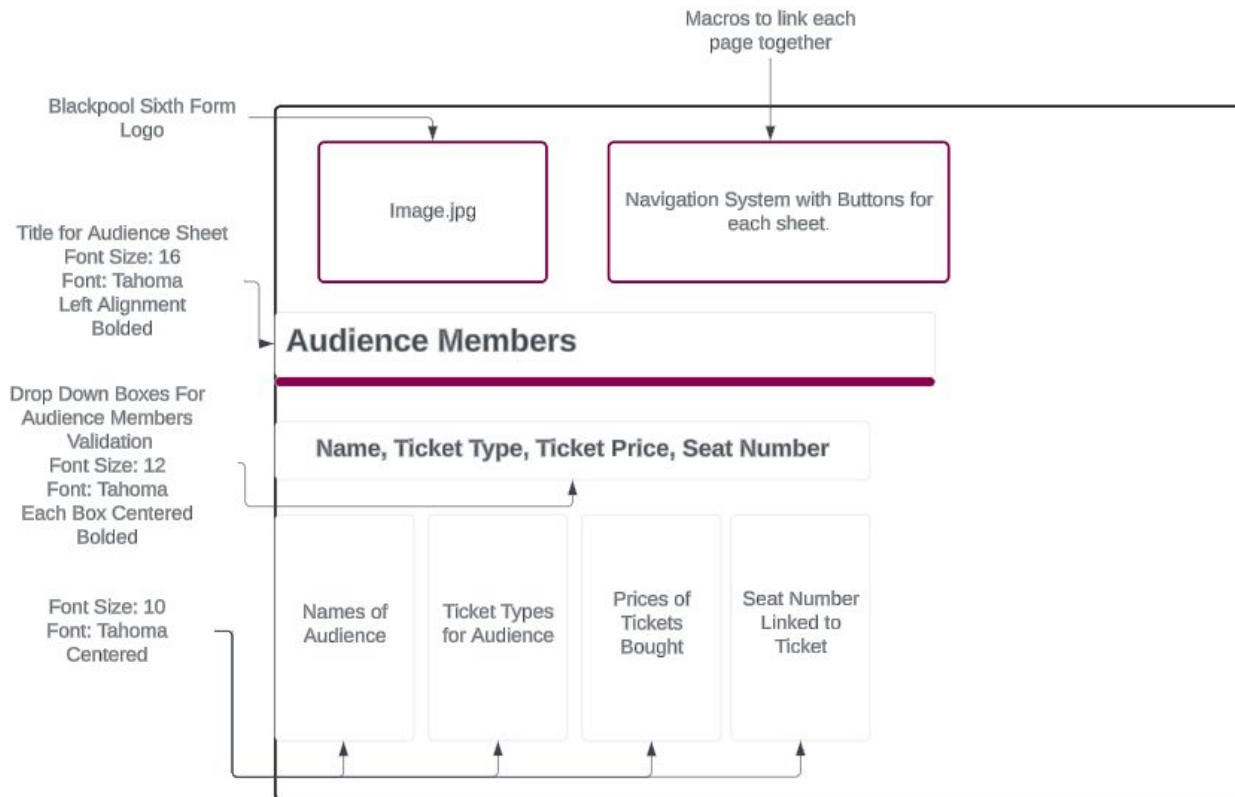 Macros to link each
page together
Blackpool Sixth Form
Logo
Image.jpg
Navigation System with Buttons for
each sheet.
Title for Audience Sheet
Font Size: 16
Font: Tahoma
Left Alignment
Bolded
Audience Members
Drop Down Boxes For
Audience Members
Validation
Font Size: 12
Font: Tahoma
Each Box Centered
Bolded
Name, Ticket Type, Ticket Price, Seat Number
Font Size: 10
Font: Tahoma
Centered
Names of
Audience
Ticket Types
for Audience
Prices of
Tickets
Bought
Seat Number
Linked to
Ticket